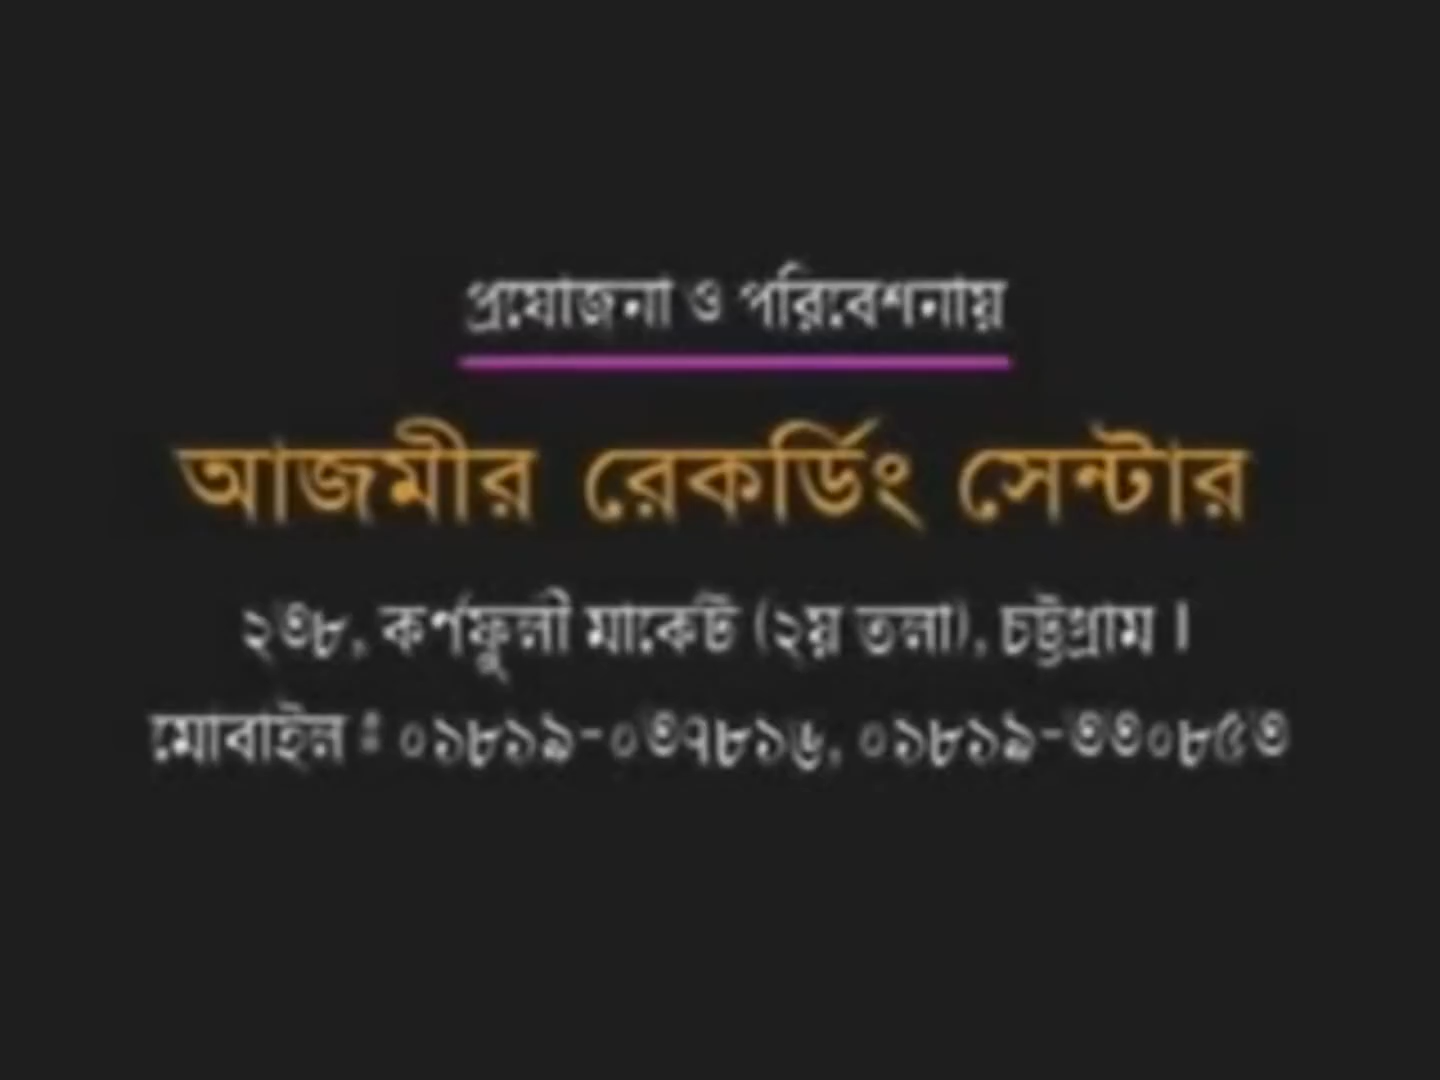 প্রযোজনা ও পরিবেশনায়
আজমীর রেকর্ডিং সেন্টার
২৩৮, কর্ণফুলী মার্কেট (২য় তলা), চট্টগ্রাম ।
মোবাইল : ০১৮১৯-০৩৭৮১৬, ০১৮১৯-৩৩০৮৫৩